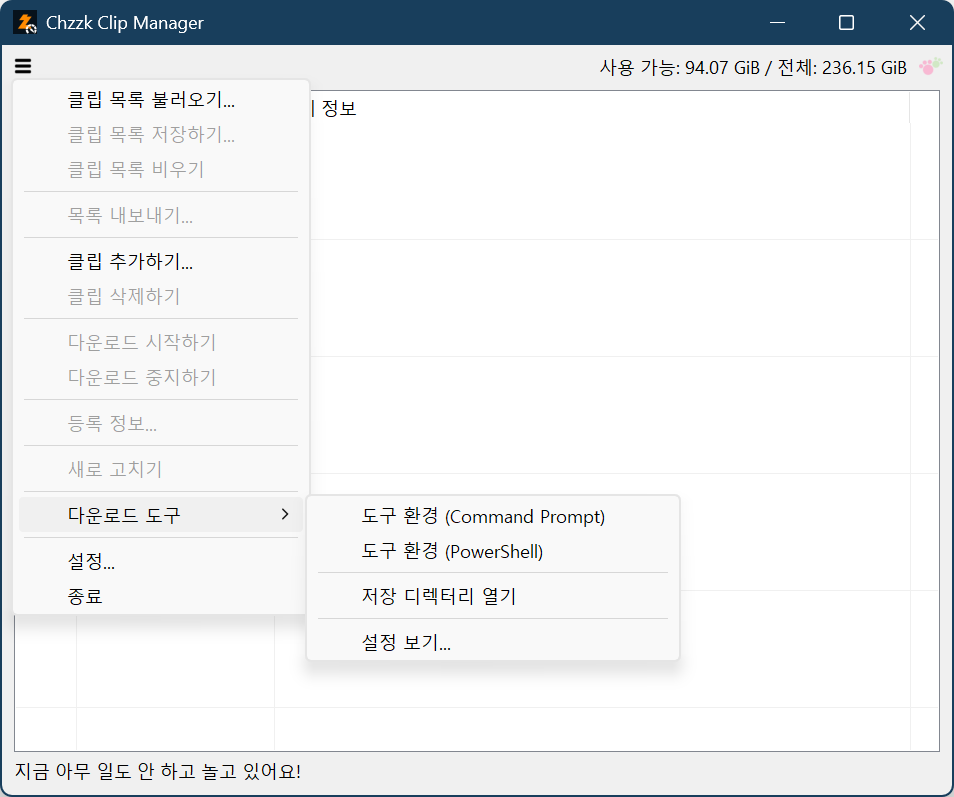 Chzzk Clip Manager
사용 가능: 94.07 GiB / 전체: 236.15 GiB
정보
클립 목록 불러오기...
클립 목록 저장하기...
클립 목록 비우기
목록 내보내기...
클립 추가하기...
클립 삭제하기
다운로드 시작하기
다운로드 중지하기
등록 정보...
새로 고치기
다운로드 도구
설정...
종료
도구 환경 (Command Prompt)
도구 환경 (PowerShell)
저장 디렉터리 열기
설정 보기...
지금 아무 일도 안 하고 놀고 있어요!